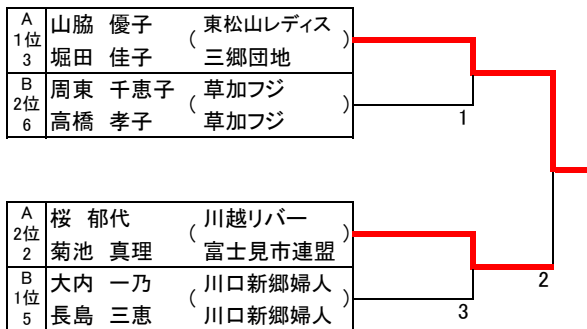 A 1位 3 山脇 優子 ( 東松山レディス )
堀田 佳子 三郷団地
B 2位 6 周東 千恵子 ( 草加フジ )
高橋 孝子 草加フジ
1
A 2位 2 桜 郁代 ( 川越リバー )
菊池 真理 富士見市連盟
2
B 1位 5 大内 一乃 ( 川口新郷婦人 )
長島 三恵 川口新郷婦人
3